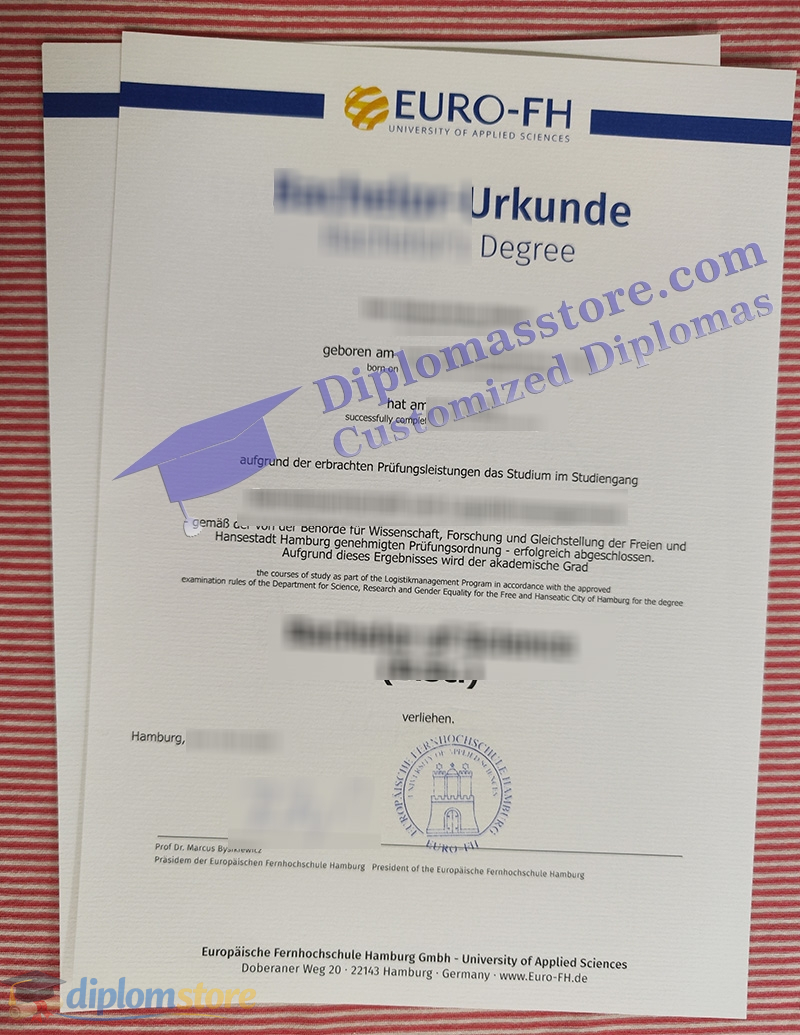 EURO-FH
UNIVERSITY OF APPLIED SCIENCES
Urkunde
Degree
Diplomasstore.com
Customized Diplomas
geboren am
born on
hat am
successfully
aufgrund der erbrachten Prüfungsleistungen das Studium im Studiengang
gemäß der von der Behörde für Wissenschaft, Forschung und Gleichstellung der Freien und
Hansestadt Hamburg genehmigten Prüfungsordnung - erfolgreich abgeschlossen.
Aufgrund dieses Ergebnisses wird der akademische Grad
the courses of study as part of the Logistikmanagement Program in accordance with the approved
examination rules of the Department for Science, Research and Gender Equality for the Free and Hanseatic City of Hamburg for the degree
Bachelor of Science
verliehen.
Hamburg,
EUROPÄISCHE FERNHOCHSCHULE HAMBURG
UNIVERSITY OF APPLIED SCIENCES
EURO-FH
Prof Dr. Marcus
Präsidem der Europäischen Fernhochschule Hamburg President of the Europäische Fernhochschule Hamburg
Europäische Fernhochschule Hamburg Gmbh - University of Applied Sciences
Doberaner Weg 20 · 22143 Hamburg · Germany · www.Euro-FH.de
diplomstore